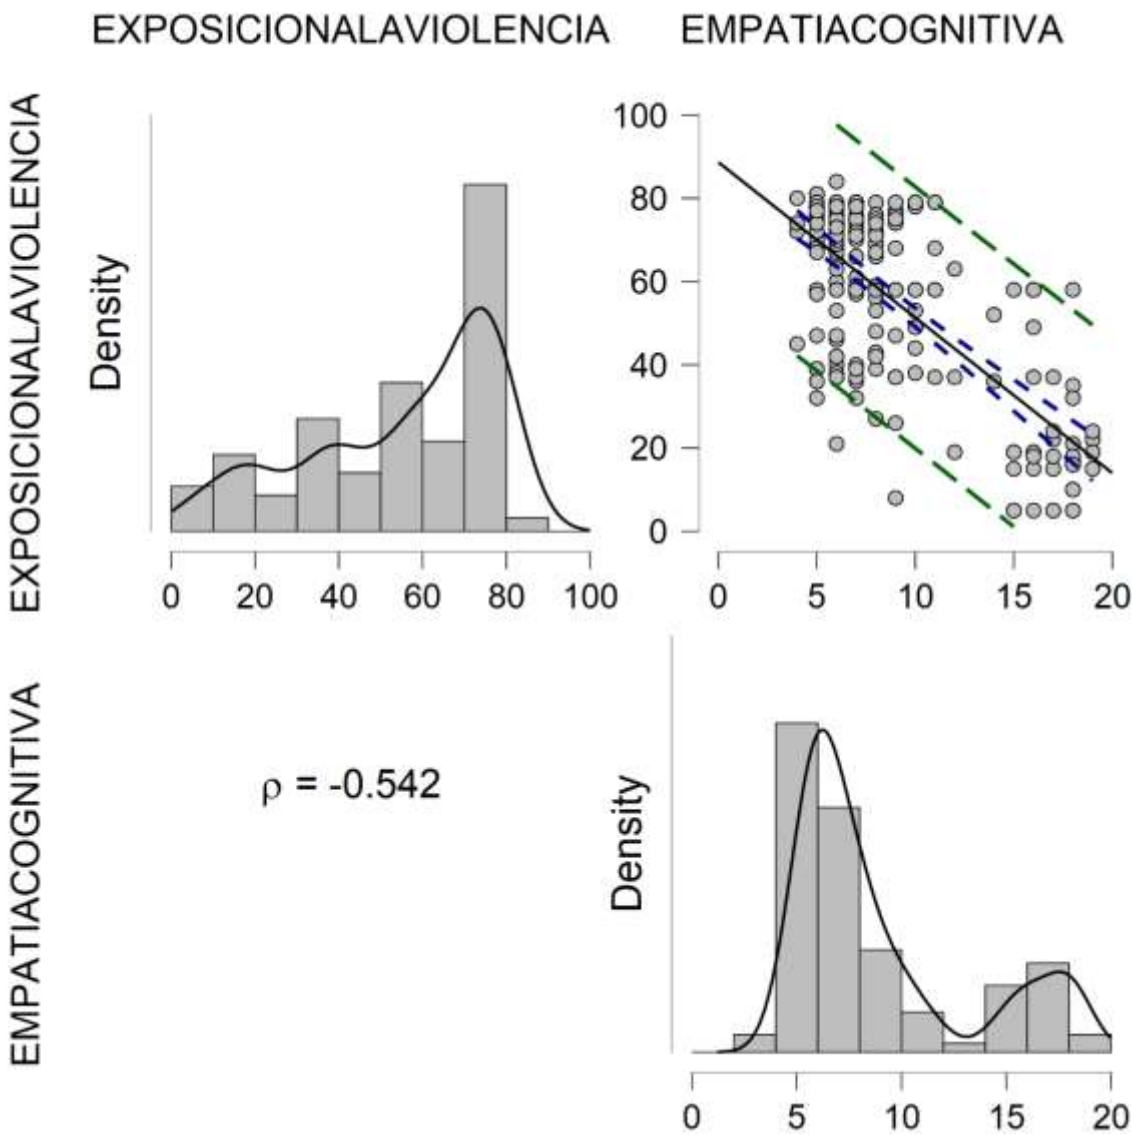 EXPOSICIONALAVIOLENCIA
EMPATIACOGNITIVA
EXPOSICIONALAVIOLENCIA
Density
0 20 40 60 80 100
100
80
60
40
20
0
0 5 10 15 20
EMPATIACOGNITIVA
ρ = -0.542
Density
0 5 10 15 20